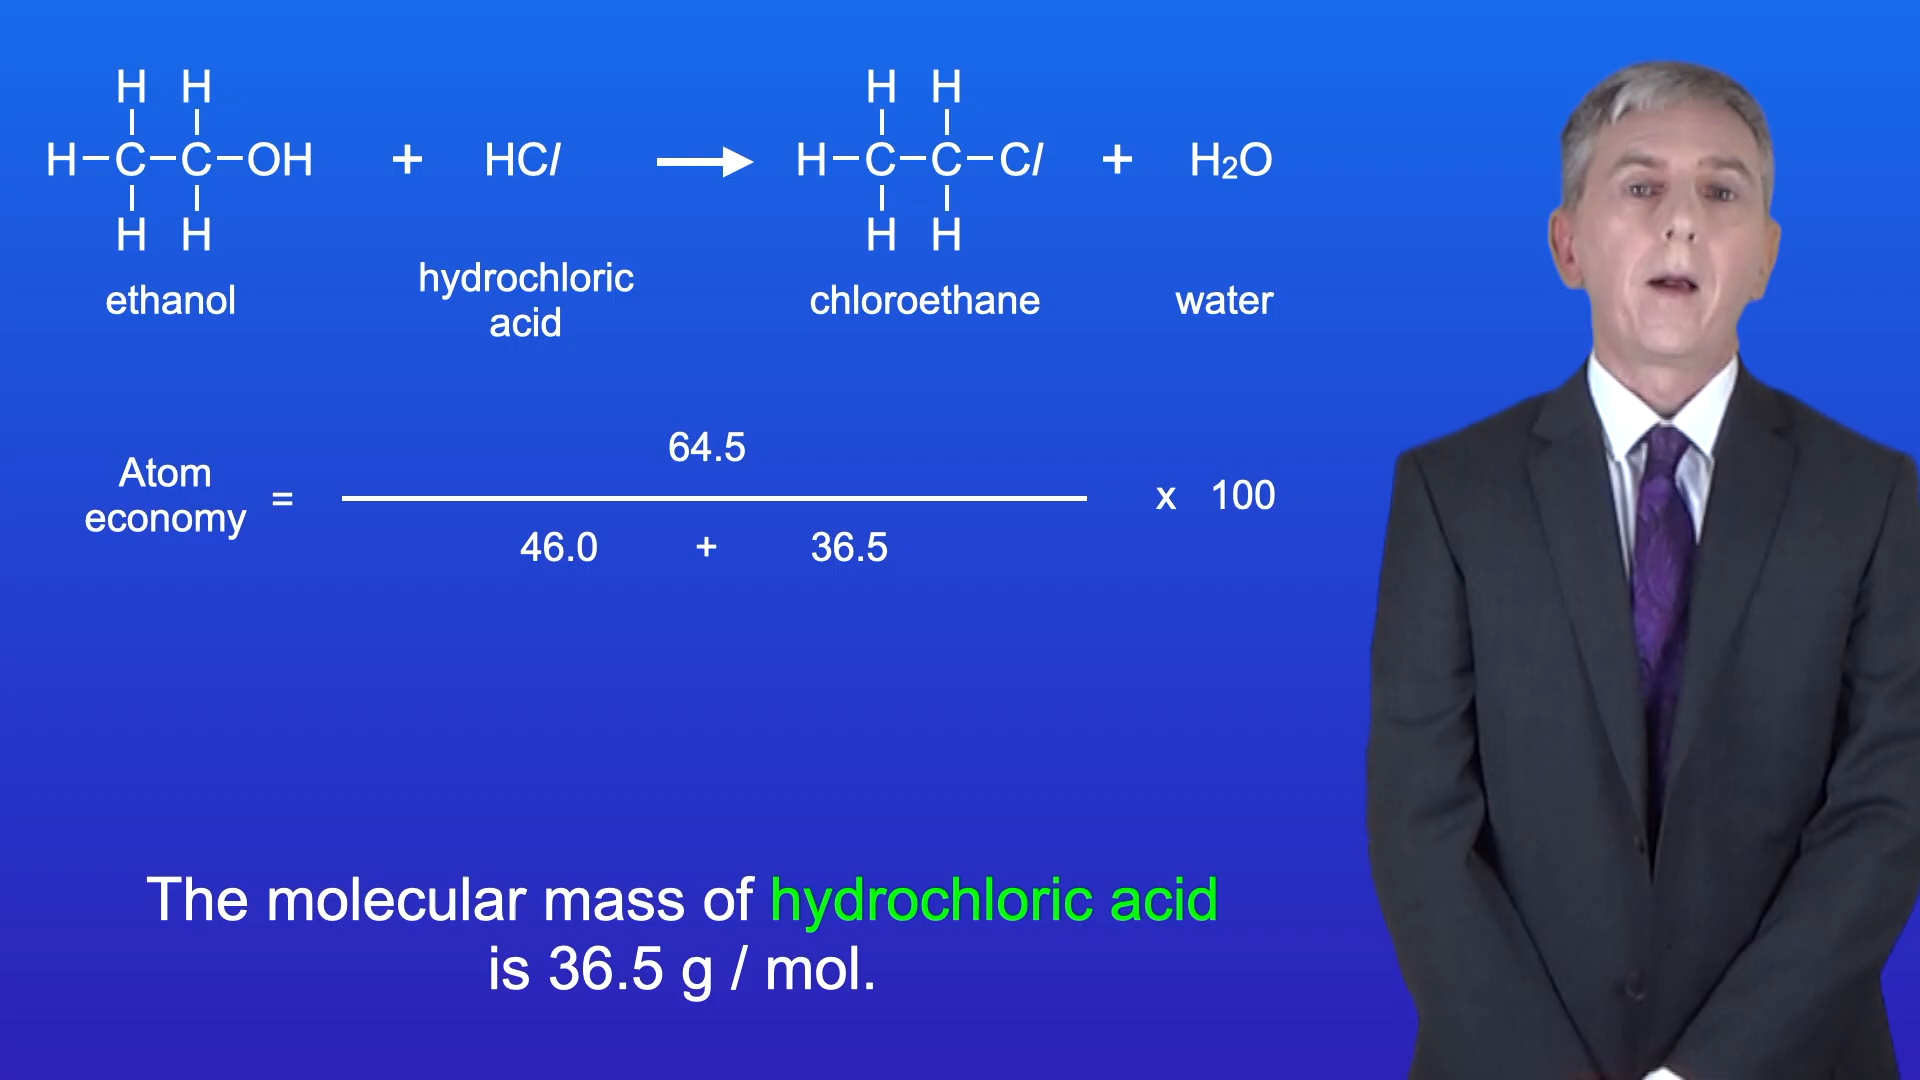 H H H H
H-C-C-OH + HCl → H-C-C-Cl + H₂O
H H H H
ethanol hydrochloric acid chloroethane water
64.5
Atom economy = x 100
46.0 + 36.5
The molecular mass of hydrochloric acid
is 36.5 g / mol.